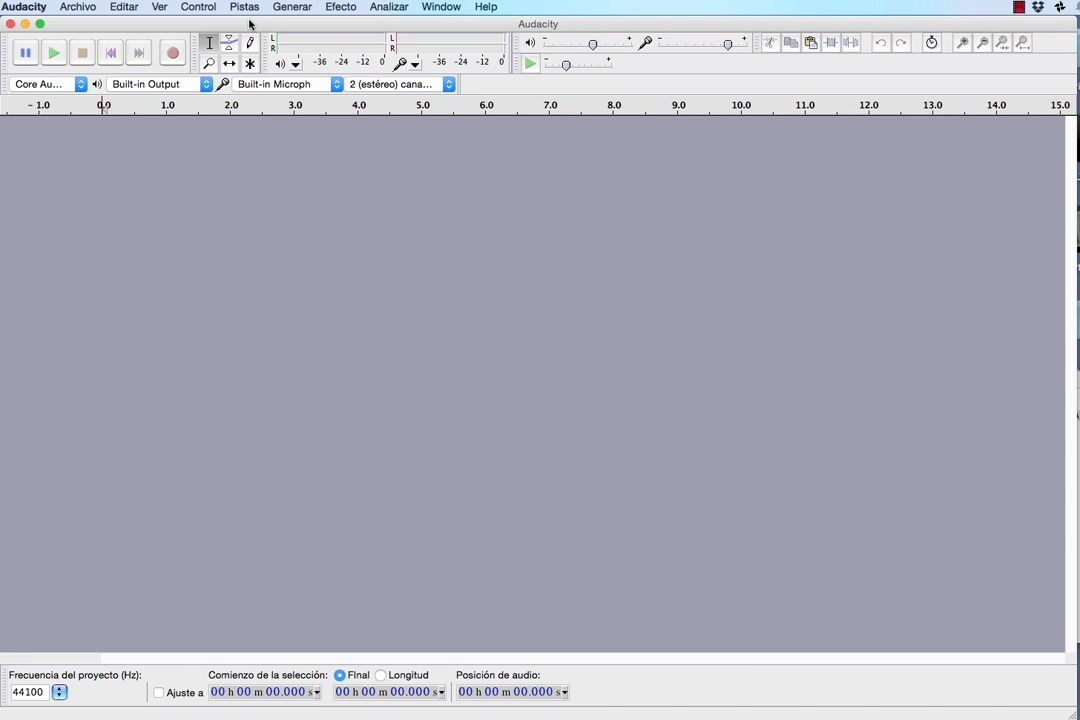 Audacity Archivo Editar Ver Control Pistas Generar Efecto Analizar Window Help
Audacity
L
R
-36 -24 -12 0
L
R
-36 -24 -12 0
Core Au... Built-in Output Built-in Microph 2 (estéreo) cana...
- 1.0 0.0 1.0 2.0 3.0 4.0 5.0 6.0 7.0 8.0 9.0 10.0 11.0 12.0 13.0 14.0 15.0
Frecuencia del proyecto (Hz): Comienzo de la selección: FInal Longitud Posición de audio:
44100 Ajuste a 00 h 00 m 00.000 s 00 h 00 m 00.000 s 00 h 00 m 00.000 s